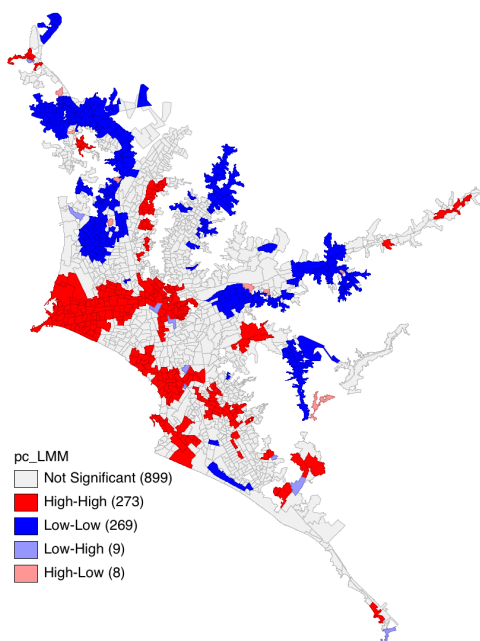 pc_LMM
Not Significant (899)
High-High (273)
Low-Low (269)
Low-High (9)
High-Low (8)